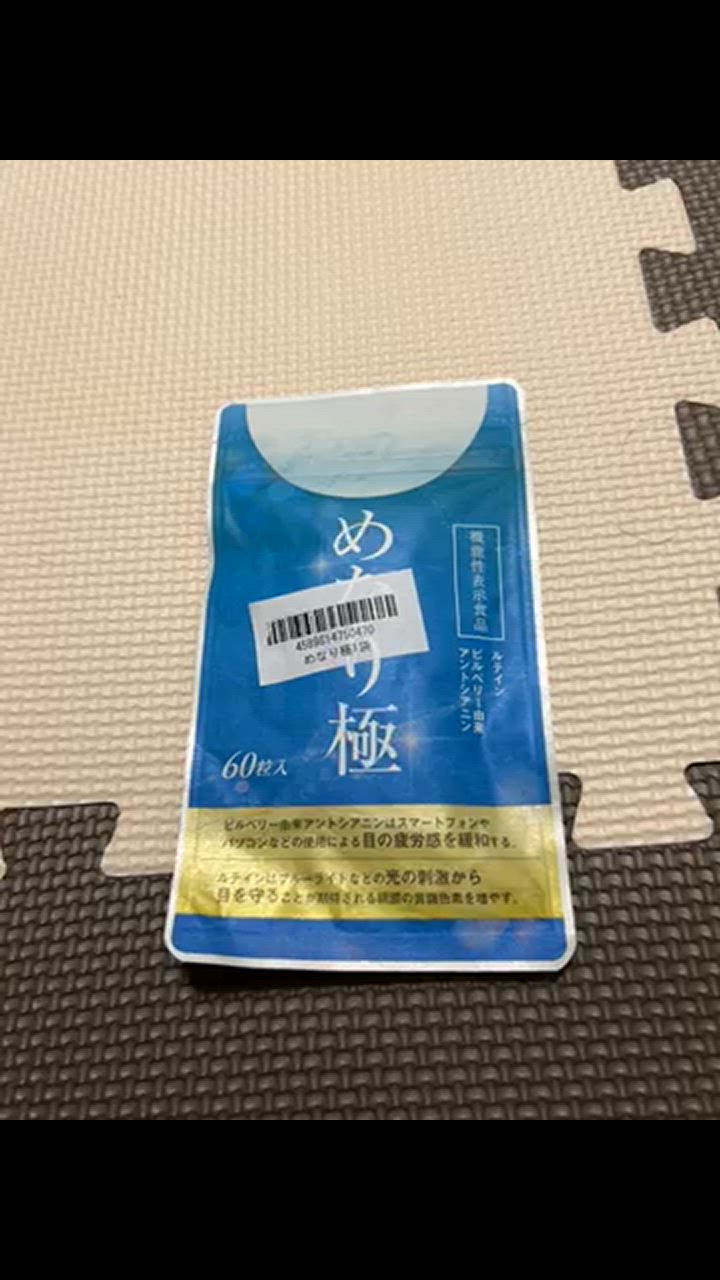 機能性表示食品
ルテイン
ビルベリー由来
アントシアニン
めなり極
4589614750470
めなり極1袋
60粒入
ビルベリー由来アントシアニンはスマートフォンや
パソコンなどの使用による目の疲労感を緩和する。
ルテインはブルーライトなどの光の刺激から
目を守ることが期待される網膜の黄斑色素を増やす。